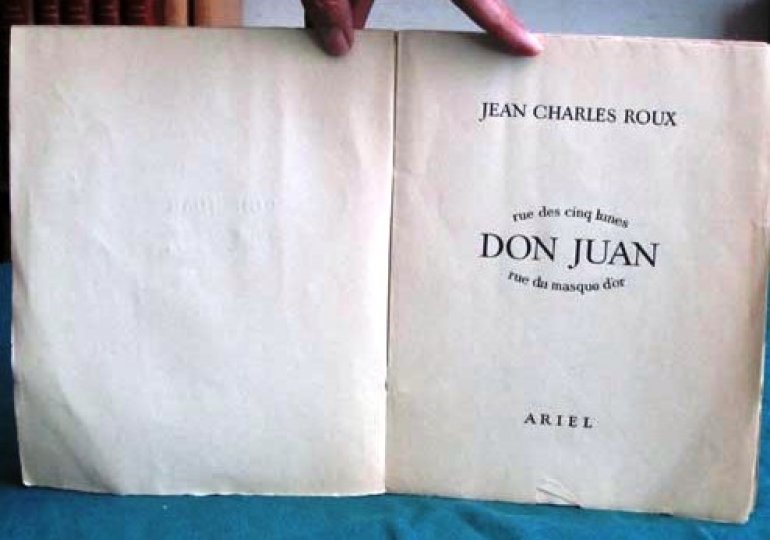 JEAN CHARLES ROUX
rue des cinq lunes
DON JUAN
rue du masque d'or
ARIEL